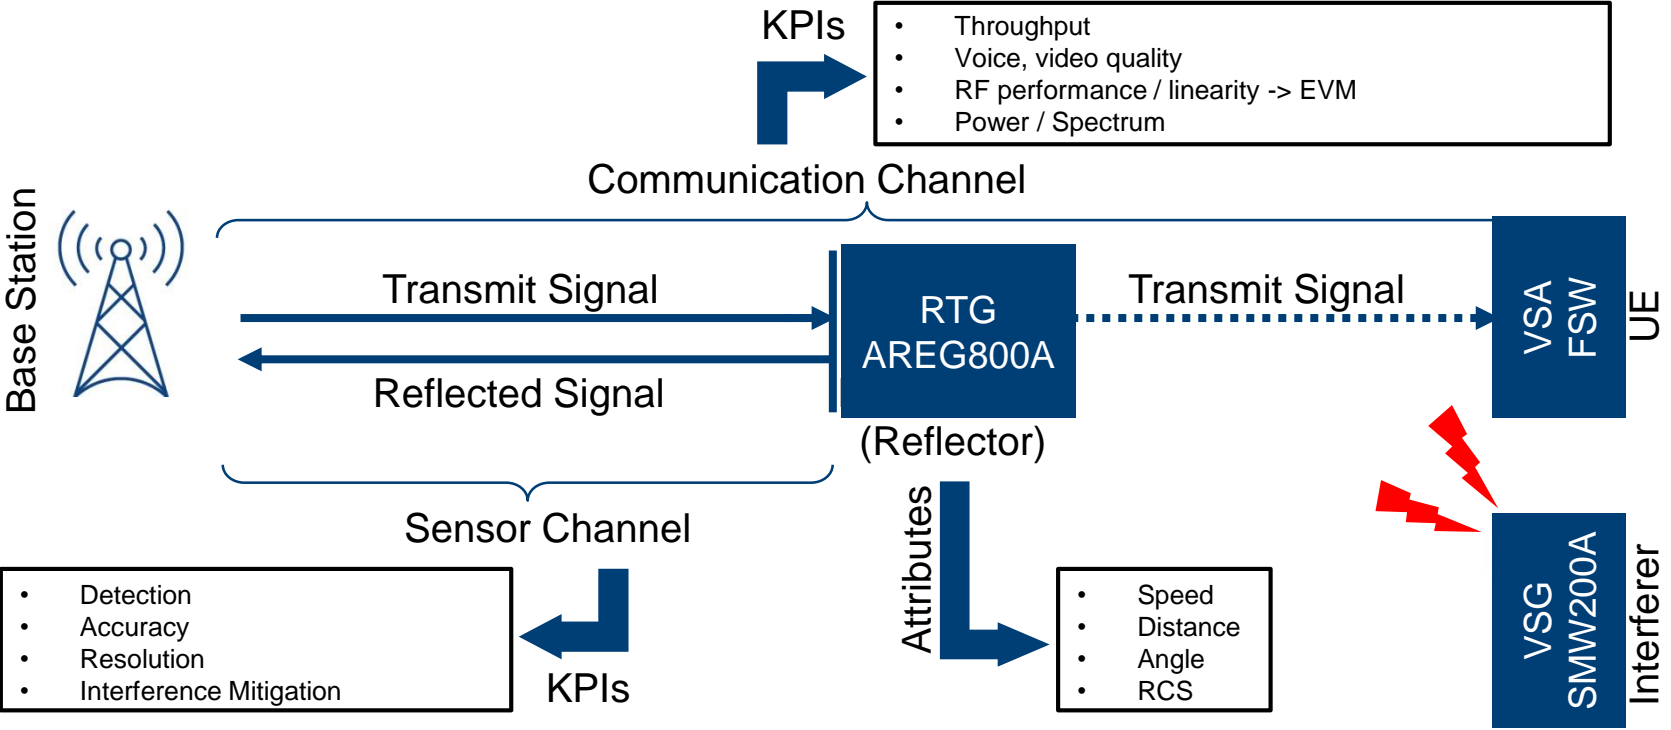 KPIs
• Throughput
• Voice, video quality
• RF performance / linearity -> EVM
• Power / Spectrum
Communication Channel
Base Station
Transmit Signal
Reflected Signal
RTG
AREG800A
(Reflector)
Transmit Signal
VSA
FSW
UE
Sensor Channel
KPIs
• Detection
• Accuracy
• Resolution
• Interference Mitigation
Attributes
• Speed
• Distance
• Angle
• RCS
VSG
SMW200A
Interferer